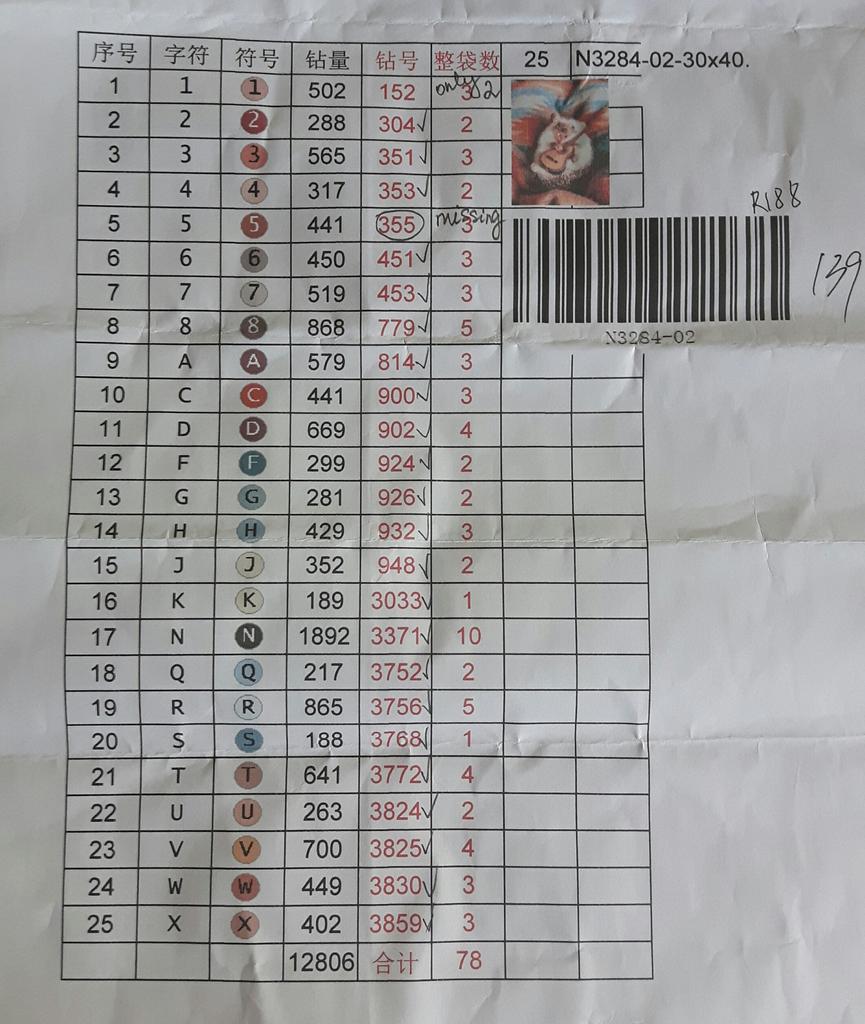 序号 字符 符号 钻量 钻号 整袋数 25 N3284-02-30x40.
1 1 1 502 152 3 only 2
2 2 2 288 304✓ 2
3 3 3 565 351✓ 3
4 4 4 317 353✓ 2
R188
5 5 5 441 355 3 missing
6 6 6 450 451✓ 3
139
7 7 7 519 453✓ 3
8 8 8 868 779✓ 5
N3284-02
9 A A 579 814✓ 3
10 C C 441 900✓ 3
11 D D 669 902✓ 4
12 F F 299 924✓ 2
13 G G 281 926✓ 2
14 H H 429 932✓ 3
15 J J 352 948✓ 2
16 K K 189 3033✓ 1
17 N N 1892 3371✓ 10
18 Q Q 217 3752✓ 2
19 R R 865 3756✓ 5
20 S S 188 3768✓ 1
21 T T 641 3772✓ 4
22 U U 263 3824✓ 2
23 V V 700 3825✓ 4
24 W W 449 3830✓ 3
25 X X 402 3859✓ 3
12806 合计 78